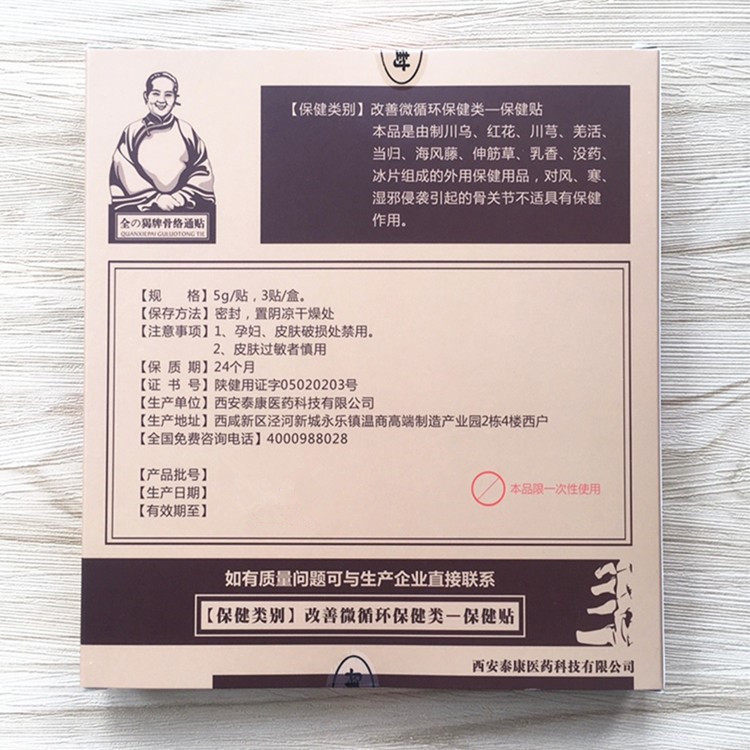 封
【保健类别】改善微循环保健类—保健贴
本品是由制川乌、红花、川芎、羌活、
当归、海风藤、伸筋草、乳香、没药、
冰片组成的外用保健用品，对风、寒、
湿邪侵袭引起的骨关节不适具有保健
作用。
全の蝎牌骨络通贴
QUANXIEPAI GULUOTONG TIE
【规 格】5g/贴，3贴/盒。
【保存方法】密封，置阴凉干燥处
【注意事项】1、孕妇、皮肤破损处禁用。
2、皮肤过敏者慎用
【保 质 期】24个月
【证 书 号】陕健用证字05020203号
【生产单位】西安泰康医药科技有限公司
【生产地址】西咸新区泾河新城永乐镇温商高端制造产业园2栋4楼西户
【全国免费咨询电话】4000988028
【产品批号】
【生产日期】
【有效期至】
本品限一次性使用
如有质量问题可与生产企业直接联系
【保健类别】改善微循环保健类—保健贴
西安泰康医药科技有限公司